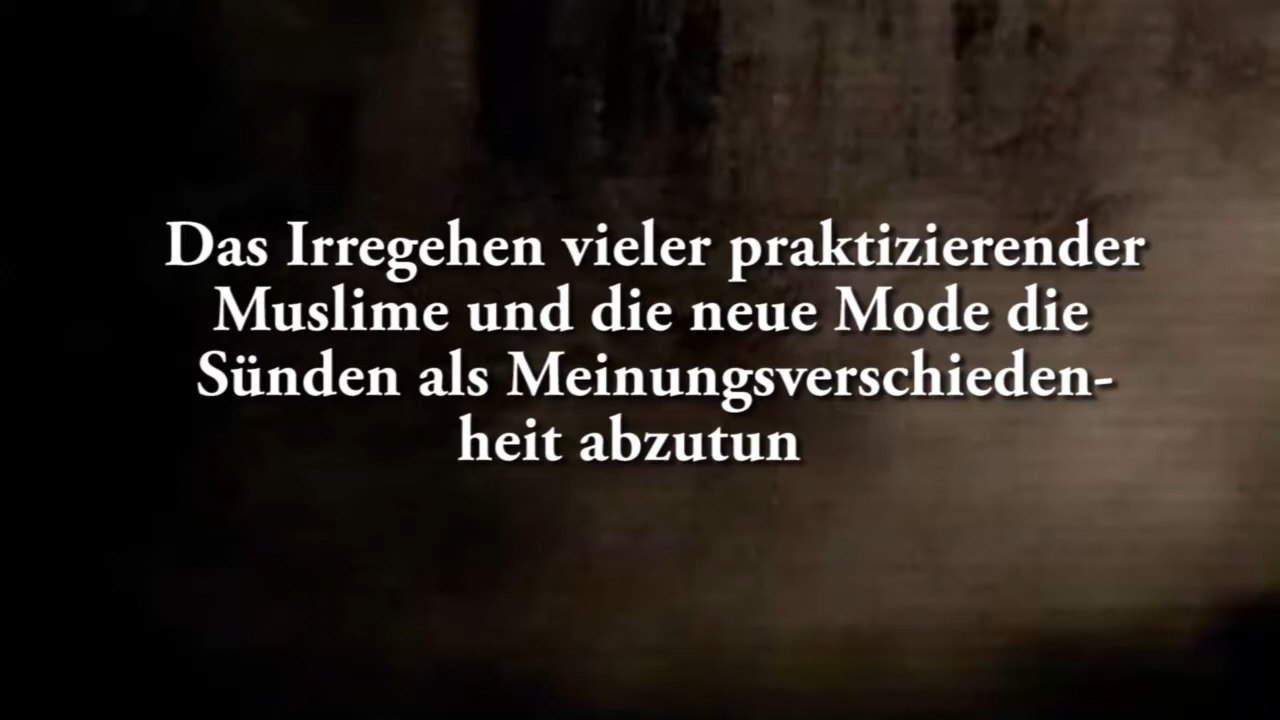 Das Irregehen vieler praktizierender
Muslime und die neue Mode die
Sünden als Meinungsverschieden-
heit abzutun